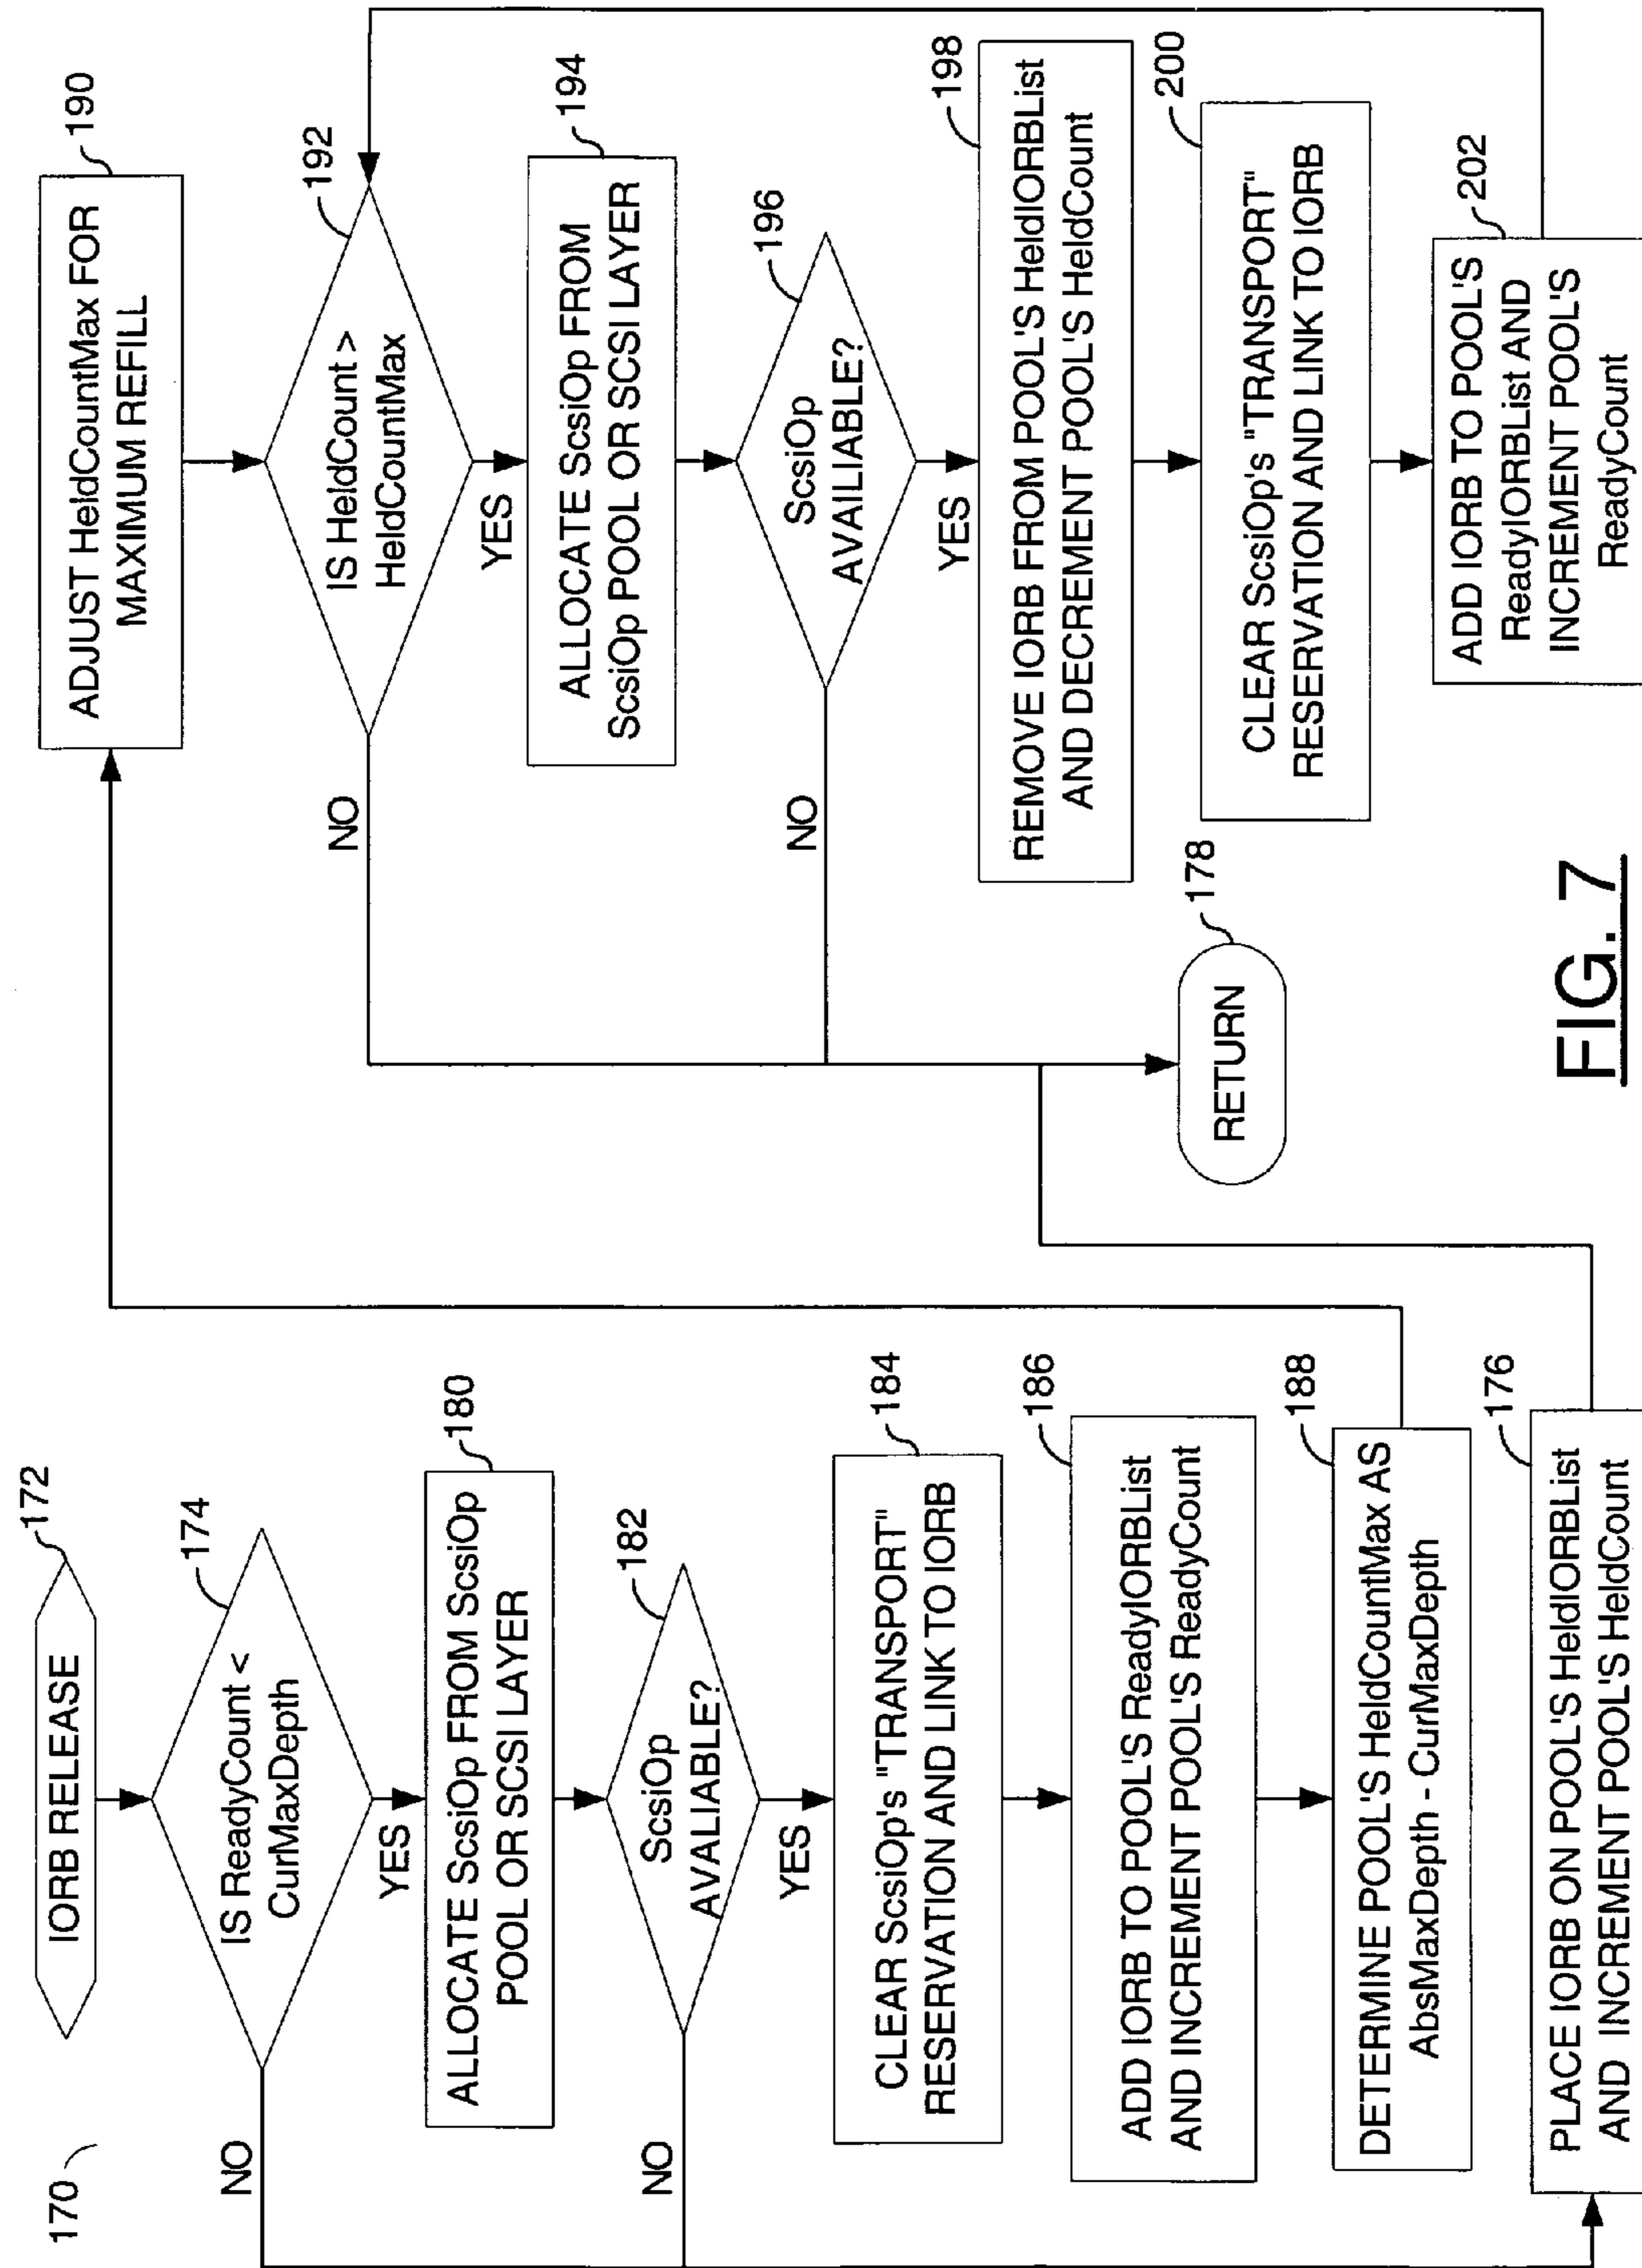 170
IORB RELEASE
172
IS ReadyCount <
CurMaxDepth
174
NO
YES
ALLOCATE ScsiOp FROM ScsiOp
POOL OR SCSI LAYER
180
ScsiOp
AVALIABLE?
182
NO
YES
CLEAR ScsiOp's "TRANSPORT"
RESERVATION AND LINK TO IORB
184
ADD IORB TO POOL'S ReadyIORBList
AND INCREMENT POOL'S ReadyCount
186
DETERMINE POOL'S HeldCountMax AS
AbsMaxDepth - CurMaxDepth
188
PLACE IORB ON POOL'S HeldIORBList
AND INCREMENT POOL'S HeldCount
176
ADJUST HeldCountMax FOR
MAXIMUM REFILL
190
IS HeldCount >
HeldCountMax
192
NO
YES
ALLOCATE ScsiOp FROM
ScsiOp POOL OR SCSI LAYER
194
ScsiOp
AVAILIABLE?
196
NO
YES
REMOVE IORB FROM POOL'S HeldIORBList
AND DECREMENT POOL'S HeldCount
198
CLEAR ScsiOp's "TRANSPORT"
RESERVATION AND LINK TO IORB
200
ADD IORB TO POOL'S
ReadyIORBList AND
INCREMENT POOL'S
ReadyCount
202
RETURN
178
FIG. 7